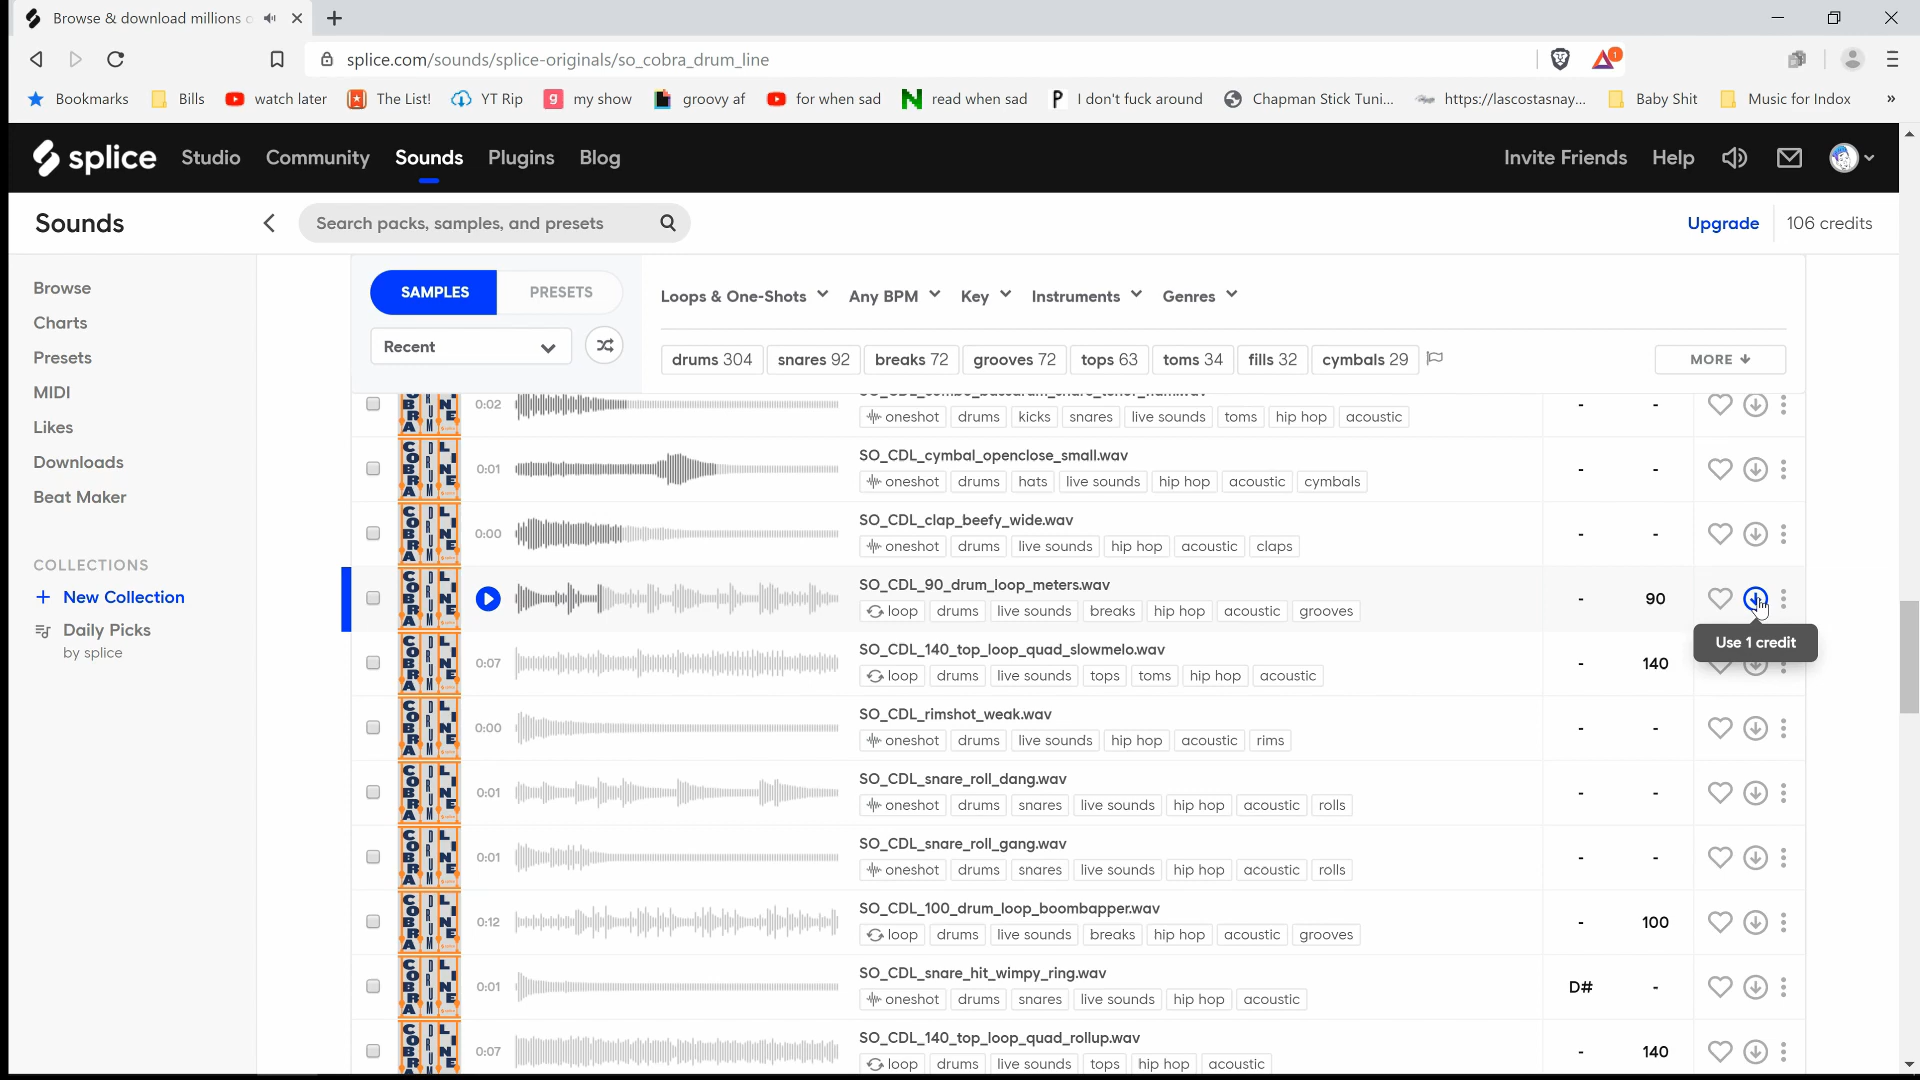 Browse & download millions o
splice.com/sounds/splice-originals/so_cobra_drum_line
1
Bookmarks Bills watch later The List! YT Rip my show groovy af for when sad read when sad I don't fuck around Chapman Stick Tuni... https://lascostasnay... Baby Shit Music for Indox »
splice Studio Community Sounds Plugins Blog Invite Friends Help
Sounds Search packs, samples, and presets Upgrade 106 credits
Browse
Charts
Presets
MIDI
Likes
Downloads
Beat Maker
COLLECTIONS
+ New Collection
Daily Picks
by splice
SAMPLES PRESETS
Recent
Loops & One-Shots Any BPM Key Instruments Genres
drums 304 snares 92 breaks 72 grooves 72 tops 63 toms 34 fills 32 cymbals 29 MORE
COBRA DRUM LINE
0:02
oneshot drums kicks snares live sounds toms hip hop acoustic
- -
0:01 SO_CDL_cymbal_openclose_small.wav
oneshot drums hats live sounds hip hop acoustic cymbals
- -
0:00 SO_CDL_clap_beefy_wide.wav
oneshot drums live sounds hip hop acoustic claps
- -
SO_CDL_90_drum_loop_meters.wav
loop drums live sounds breaks hip hop acoustic grooves
- 90
Use 1 credit
0:07 SO_CDL_140_top_loop_quad_slowmelo.wav
loop drums live sounds tops toms hip hop acoustic
- 140
0:00 SO_CDL_rimshot_weak.wav
oneshot drums live sounds hip hop acoustic rims
- -
0:01 SO_CDL_snare_roll_dang.wav
oneshot drums snares live sounds hip hop acoustic rolls
- -
0:01 SO_CDL_snare_roll_gang.wav
oneshot drums snares live sounds hip hop acoustic rolls
- -
0:12 SO_CDL_100_drum_loop_boombapper.wav
loop drums live sounds breaks hip hop acoustic grooves
- 100
0:01 SO_CDL_snare_hit_wimpy_ring.wav
oneshot drums snares live sounds hip hop acoustic
D# -
0:07 SO_CDL_140_top_loop_quad_rollup.wav
loop drums live sounds tops hip hop acoustic
- 140